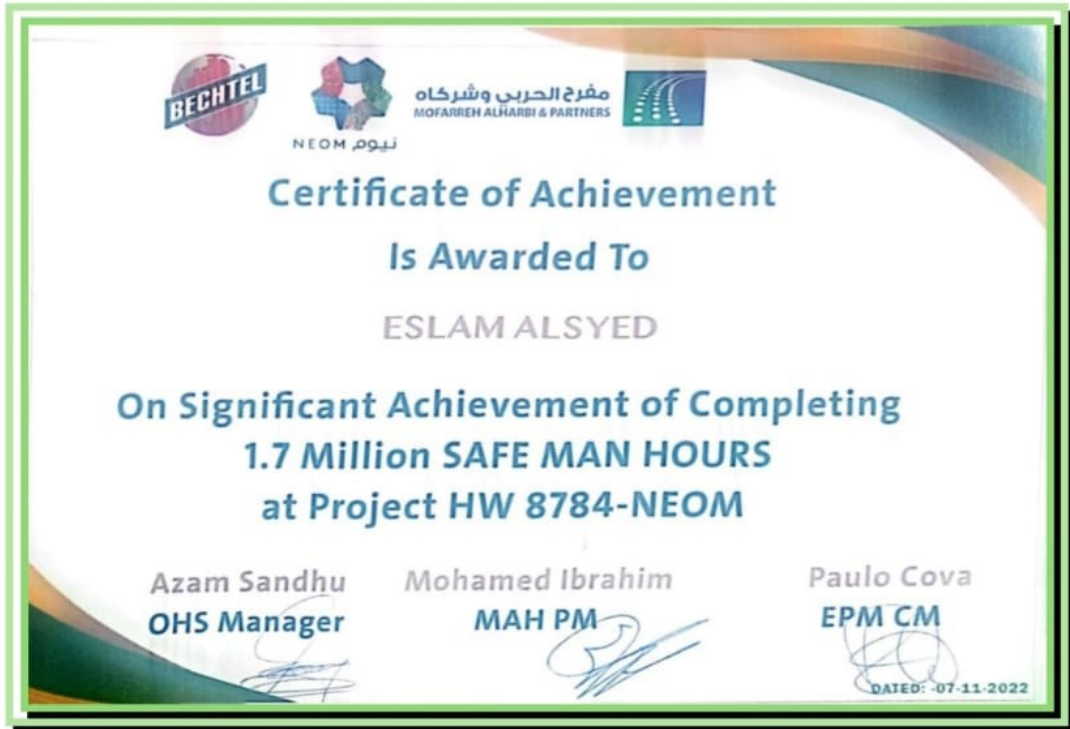 BECHTEL
NEOM نيوم
مفرح الحربي وشركاه
MOFARREH ALHARBI & PARTNERS
Certificate of Achievement
Is Awarded To
ESLAM ALSYED
On Significant Achievement of Completing
1.7 Million SAFE MAN HOURS
at Project HW 8784-NEOM
Azam Sandhu Mohamed Ibrahim Paulo Cova
OHS Manager MAH PM EPM CM
DATED: -07-11-2022